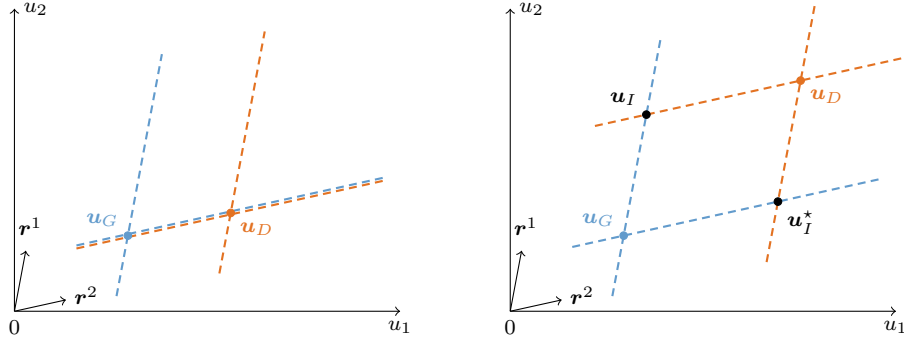 u₂
u_G
u_D
r¹
r²
0
u₁
u₂
u_I
u_D
u_G
u_I^⋆
r¹
r²
0
u₁